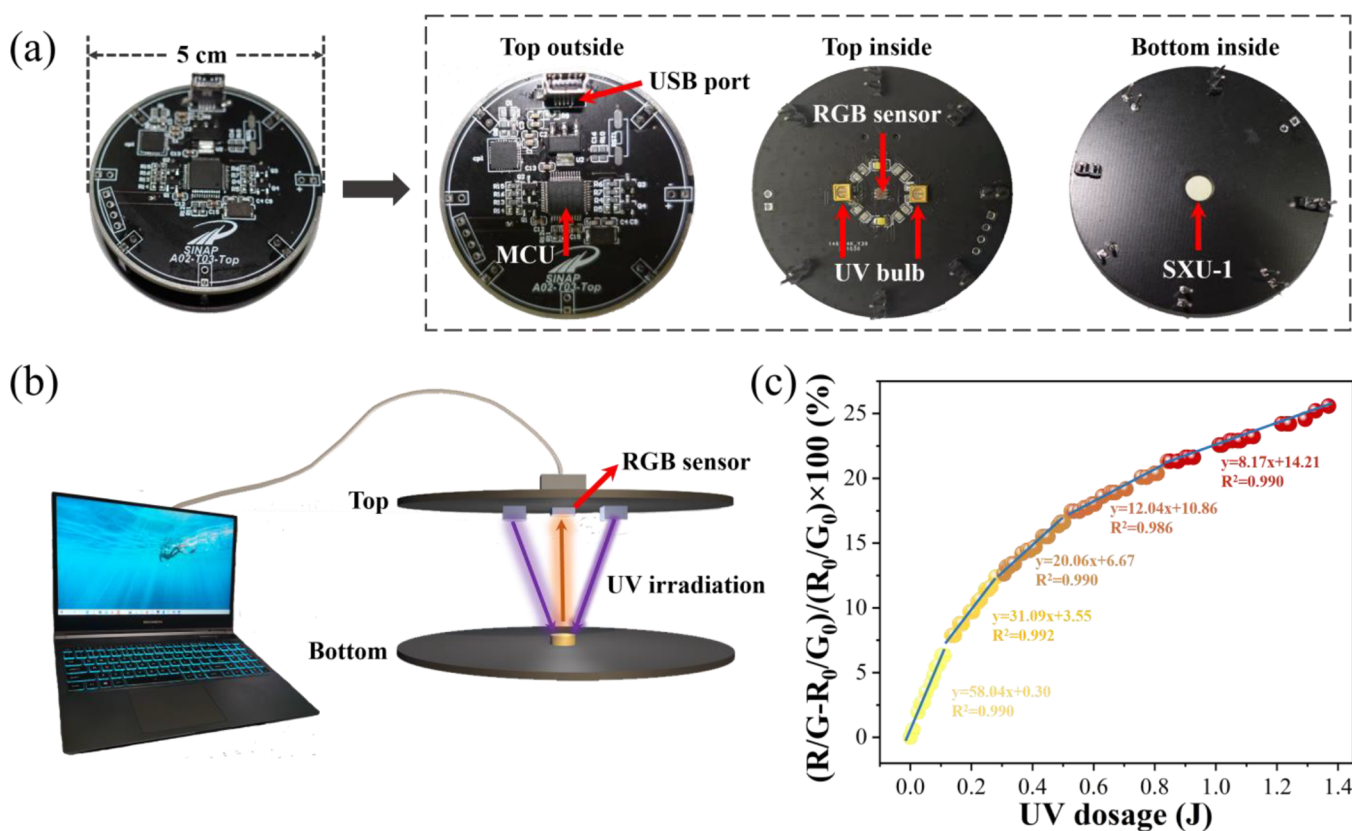 (a)
5 cm
Top outside
Top inside
Bottom inside
USB port
RGB sensor
MCU
UV bulb
SXU-1
SINAP
A02-T03-Top
SINAP
A02-T03-Top
(b)
RGB sensor
Top
UV irradiation
Bottom
(c)
(R/G-R₀/G₀)/(R₀/G₀)×100 (%)
25
20
15
10
5
0
y=8.17x+14.21
R²=0.990
y=12.04x+10.86
R²=0.986
y=20.06x+6.67
R²=0.990
y=31.09x+3.55
R²=0.992
y=58.04x+0.30
R²=0.990
0.0 0.2 0.4 0.6 0.8 1.0 1.2 1.4
UV dosage (J)